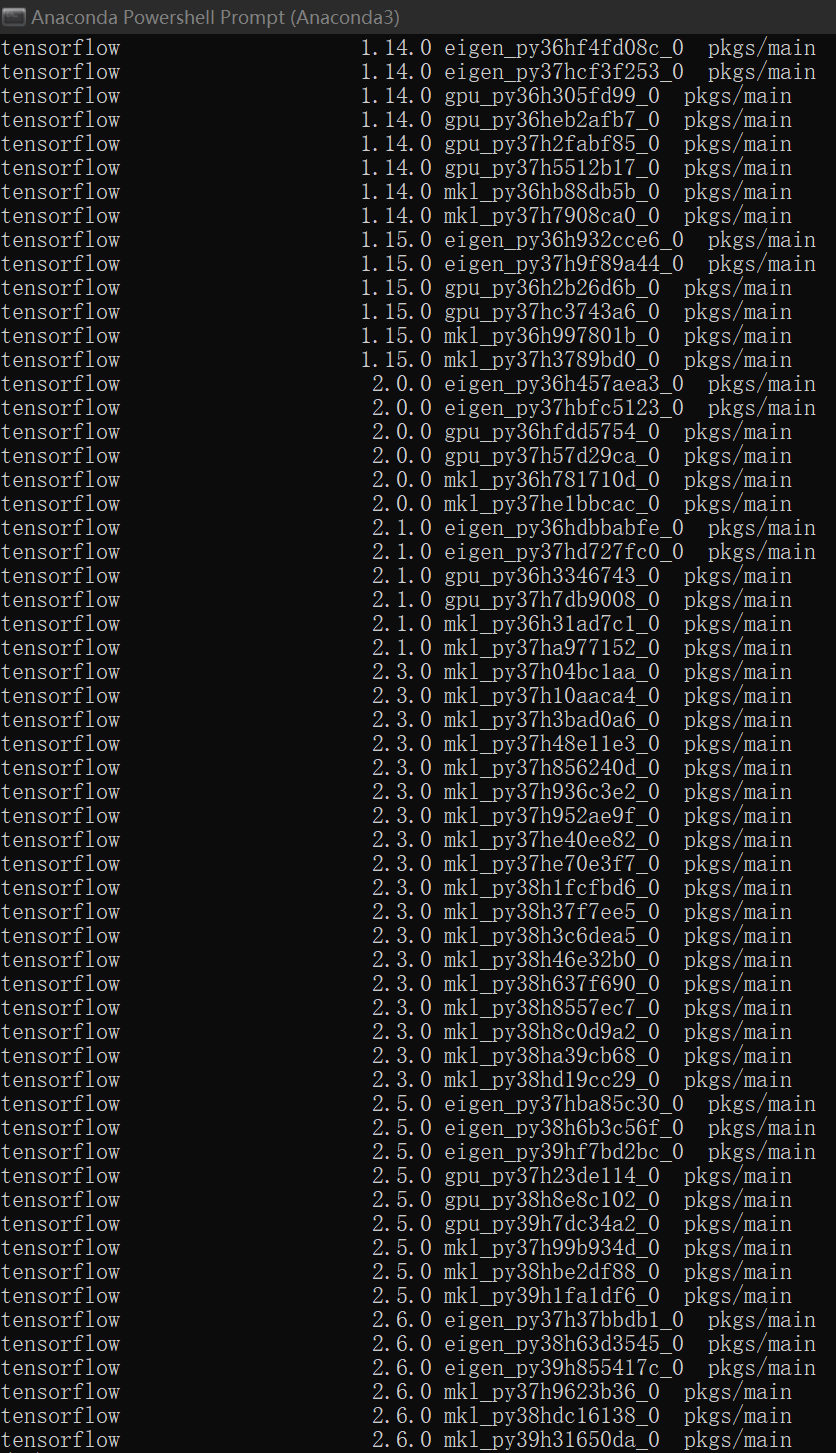 Anaconda Powershell Prompt (Anaconda3)
tensorflow 1.14.0 eigen_py36hf4fd08c_0 pkgs/main
tensorflow 1.14.0 eigen_py37hcf3f253_0 pkgs/main
tensorflow 1.14.0 gpu_py36h305fd99_0 pkgs/main
tensorflow 1.14.0 gpu_py36heb2afb7_0 pkgs/main
tensorflow 1.14.0 gpu_py37h2fabf85_0 pkgs/main
tensorflow 1.14.0 gpu_py37h5512b17_0 pkgs/main
tensorflow 1.14.0 mkl_py36hb88db5b_0 pkgs/main
tensorflow 1.14.0 mkl_py37h7908ca0_0 pkgs/main
tensorflow 1.15.0 eigen_py36h932cce6_0 pkgs/main
tensorflow 1.15.0 eigen_py37h9f89a44_0 pkgs/main
tensorflow 1.15.0 gpu_py36h2b26d6b_0 pkgs/main
tensorflow 1.15.0 gpu_py37hc3743a6_0 pkgs/main
tensorflow 1.15.0 mkl_py36h997801b_0 pkgs/main
tensorflow 1.15.0 mkl_py37h3789bd0_0 pkgs/main
tensorflow 2.0.0 eigen_py36h457aea3_0 pkgs/main
tensorflow 2.0.0 eigen_py37hbfc5123_0 pkgs/main
tensorflow 2.0.0 gpu_py36hfdd5754_0 pkgs/main
tensorflow 2.0.0 gpu_py37h57d29ca_0 pkgs/main
tensorflow 2.0.0 mkl_py36h781710d_0 pkgs/main
tensorflow 2.0.0 mkl_py37he1bbcac_0 pkgs/main
tensorflow 2.1.0 eigen_py36hdbbabfe_0 pkgs/main
tensorflow 2.1.0 eigen_py37hd727fc0_0 pkgs/main
tensorflow 2.1.0 gpu_py36h3346743_0 pkgs/main
tensorflow 2.1.0 gpu_py37h7db9008_0 pkgs/main
tensorflow 2.1.0 mkl_py36h31ad7c1_0 pkgs/main
tensorflow 2.1.0 mkl_py37ha977152_0 pkgs/main
tensorflow 2.3.0 mkl_py37h04bc1aa_0 pkgs/main
tensorflow 2.3.0 mkl_py37h10aaca4_0 pkgs/main
tensorflow 2.3.0 mkl_py37h3bad0a6_0 pkgs/main
tensorflow 2.3.0 mkl_py37h48e11e3_0 pkgs/main
tensorflow 2.3.0 mkl_py37h856240d_0 pkgs/main
tensorflow 2.3.0 mkl_py37h936c3e2_0 pkgs/main
tensorflow 2.3.0 mkl_py37h952ae9f_0 pkgs/main
tensorflow 2.3.0 mkl_py37he40ee82_0 pkgs/main
tensorflow 2.3.0 mkl_py37he70e3f7_0 pkgs/main
tensorflow 2.3.0 mkl_py38h1fcfbd6_0 pkgs/main
tensorflow 2.3.0 mkl_py38h37f7ee5_0 pkgs/main
tensorflow 2.3.0 mkl_py38h3c6dea5_0 pkgs/main
tensorflow 2.3.0 mkl_py38h46e32b0_0 pkgs/main
tensorflow 2.3.0 mkl_py38h637f690_0 pkgs/main
tensorflow 2.3.0 mkl_py38h8557ec7_0 pkgs/main
tensorflow 2.3.0 mkl_py38h8c0d9a2_0 pkgs/main
tensorflow 2.3.0 mkl_py38ha39cb68_0 pkgs/main
tensorflow 2.3.0 mkl_py38hd19cc29_0 pkgs/main
tensorflow 2.5.0 eigen_py37hba85c30_0 pkgs/main
tensorflow 2.5.0 eigen_py38h6b3c56f_0 pkgs/main
tensorflow 2.5.0 eigen_py39hf7bd2bc_0 pkgs/main
tensorflow 2.5.0 gpu_py37h23de114_0 pkgs/main
tensorflow 2.5.0 gpu_py38h8e8c102_0 pkgs/main
tensorflow 2.5.0 gpu_py39h7dc34a2_0 pkgs/main
tensorflow 2.5.0 mkl_py37h99b934d_0 pkgs/main
tensorflow 2.5.0 mkl_py38hbe2df88_0 pkgs/main
tensorflow 2.5.0 mkl_py39h1fa1df6_0 pkgs/main
tensorflow 2.6.0 eigen_py37h37bbdb1_0 pkgs/main
tensorflow 2.6.0 eigen_py38h63d3545_0 pkgs/main
tensorflow 2.6.0 eigen_py39h855417c_0 pkgs/main
tensorflow 2.6.0 mkl_py37h9623b36_0 pkgs/main
tensorflow 2.6.0 mkl_py38hdc16138_0 pkgs/main
tensorflow 2.6.0 mkl_py39h31650da_0 pkgs/main